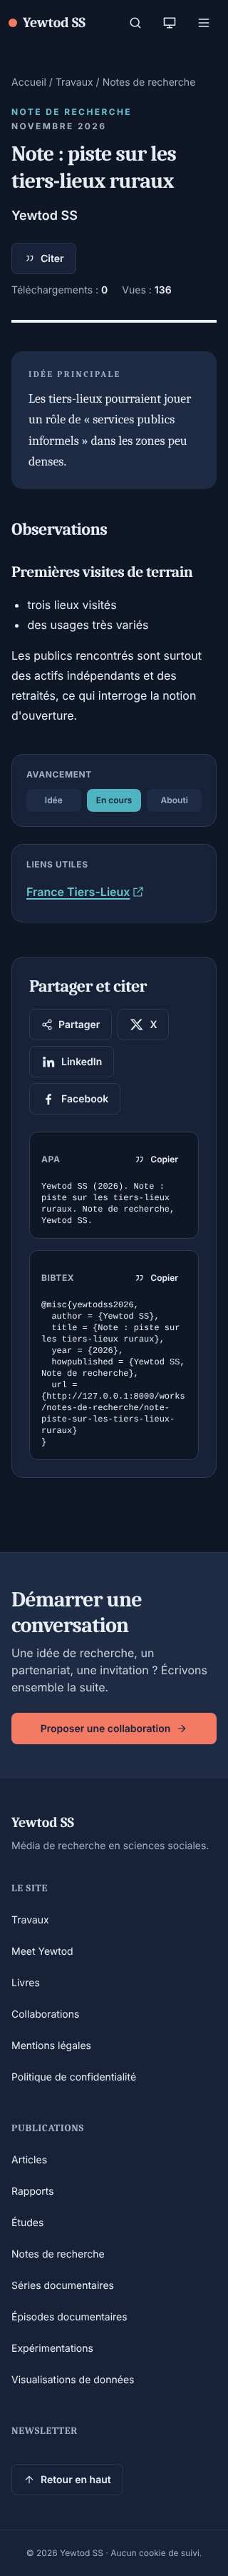 Yewtod SS
Accueil / Travaux / Notes de recherche
NOTE DE RECHERCHE
NOVEMBRE 2026
Note : piste sur les
tiers-lieux ruraux
Yewtod SS
Citer
Téléchargements : 0 Vues : 136
IDÉE PRINCIPALE
Les tiers-lieux pourraient jouer
un rôle de « services publics
informels » dans les zones peu
denses.
Observations
Premières visites de terrain
• trois lieux visités
• des usages très variés
Les publics rencontrés sont surtout
des actifs indépendants et des
retraités, ce qui interroge la notion
d'ouverture.
AVANCEMENT
Idée En cours Abouti
LIENS UTILES
France Tiers-Lieux
Partager et citer
Partager X
LinkedIn
Facebook
APA Copier
Yewtod SS (2026). Note :
piste sur les tiers-lieux
ruraux. Note de recherche,
Yewtod SS.
BIBTEX Copier
@misc{yewtodss2026,
author = {Yewtod SS},
title = {Note : piste sur
les tiers-lieux ruraux},
year = {2026},
howpublished = {Yewtod SS,
Note de recherche},
url =
{http://127.0.0.1:8000/works
/notes-de-recherche/note-
piste-sur-les-tiers-lieux-
ruraux}
}
Démarrer une
conversation
Une idée de recherche, un
partenariat, une invitation ? Écrivons
ensemble la suite.
Proposer une collaboration →
Yewtod SS
Média de recherche en sciences sociales.
LE SITE
Travaux
Meet Yewtod
Livres
Collaborations
Mentions légales
Politique de confidentialité
PUBLICATIONS
Articles
Rapports
Études
Notes de recherche
Séries documentaires
Épisodes documentaires
Expérimentations
Visualisations de données
NEWSLETTER
↑ Retour en haut
© 2026 Yewtod SS · Aucun cookie de suivi.